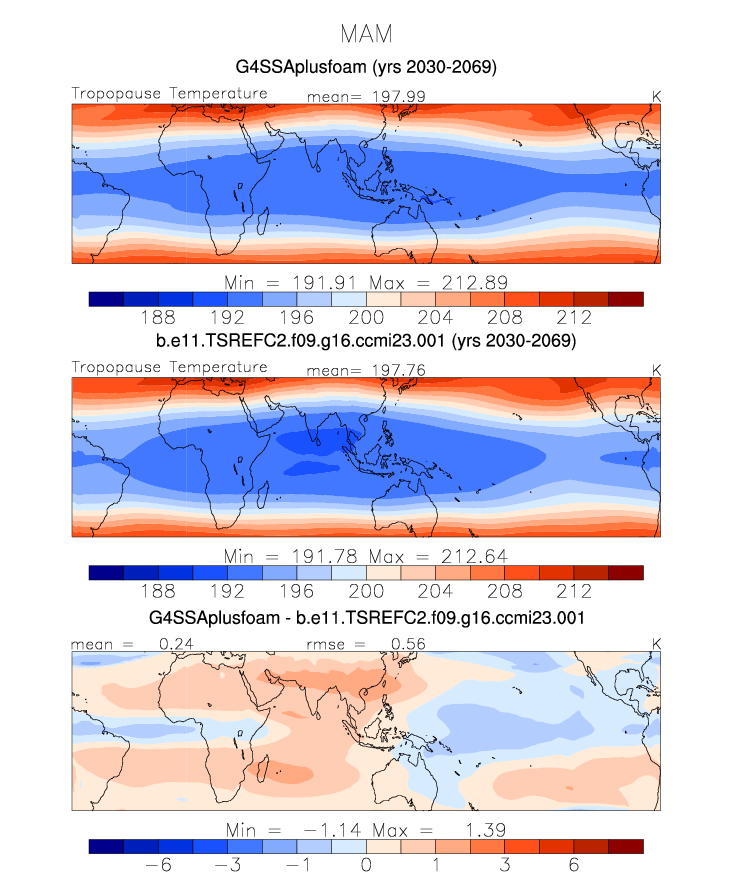 MAM
G4SSAplusfoam (yrs 2030-2069)
Tropopause Temperature mean= 197.99 K
Min = 191.91 Max = 212.89
188 192 196 200 204 208 212
b.e11.TSREFC2.f09.g16.ccmi23.001 (yrs 2030-2069)
Tropopause Temperature mean= 197.76 K
Min = 191.78 Max = 212.64
188 192 196 200 204 208 212
G4SSAplusfoam - b.e11.TSREFC2.f09.g16.ccmi23.001
mean = 0.24 rmse = 0.56 K
Min = -1.14 Max = 1.39
-6 -3 -1 0 1 3 6